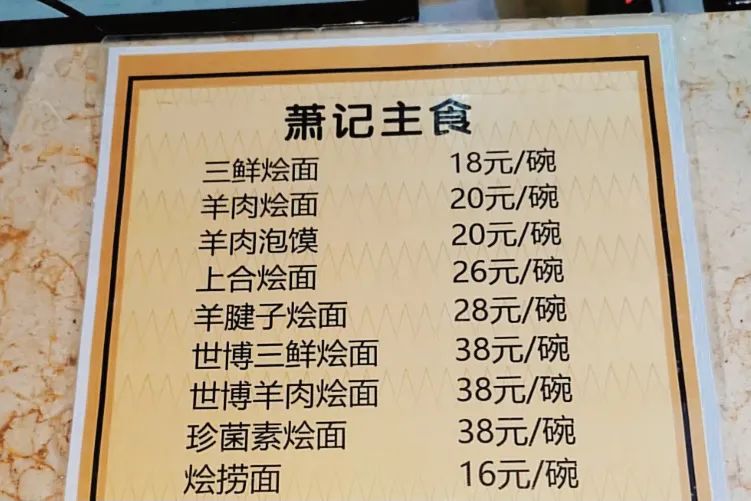 萧记主食
三鲜烩面 18元/碗
羊肉烩面 20元/碗
羊肉泡馍 20元/碗
上合烩面 26元/碗
羊腱子烩面 28元/碗
世博三鲜烩面 38元/碗
世博羊肉烩面 38元/碗
珍菌素烩面 38元/碗
烩捞面 16元/碗